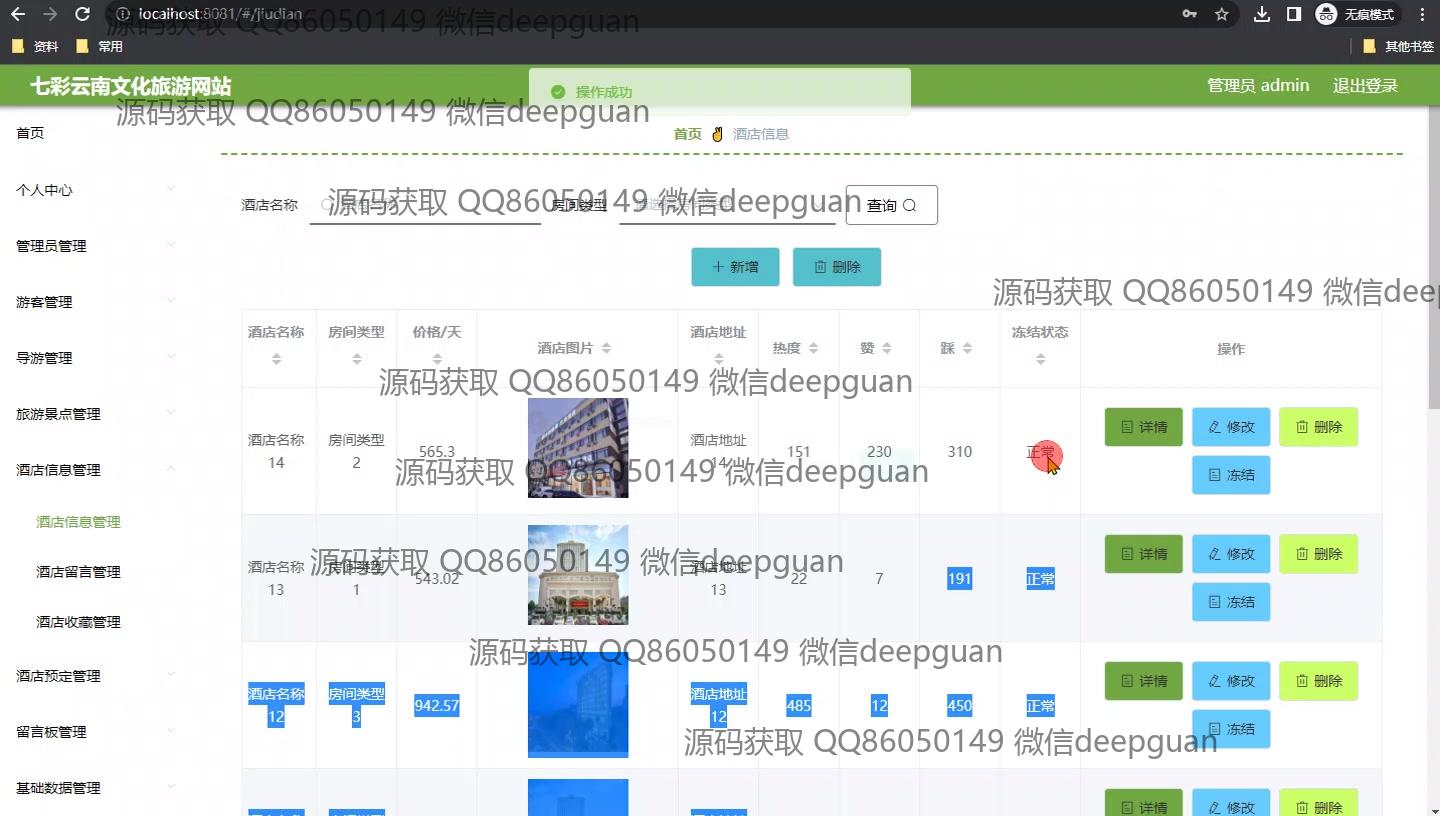 localhost:8081/#/jiudian
无痕模式
资料
常用
其他书签
源码获取 QQ86050149 微信deepguan
七彩云南文化旅游网站
操作成功
管理员 admin
退出登录
源码获取 QQ86050149 微信deepguan
首页
首页
酒店信息
个人中心
管理员管理
游客管理
导游管理
旅游景点管理
酒店信息管理
酒店信息管理
酒店留言管理
酒店收藏管理
酒店预定管理
留言板管理
基础数据管理
酒店名称
房间类型
查询
源码获取 QQ86050149 微信deepguan
新增
删除
源码获取 QQ86050149 微信deep
酒店名称
房间类型
价格/天
酒店图片
酒店地址
热度
赞
踩
冻结状态
操作
源码获取 QQ86050149 微信deepguan
酒店名称
14
房间类型
2
565.3
酒店地址
14
151
230
310
正常
详情
修改
删除
冻结
源码获取 QQ86050149 微信deepguan
酒店名称
13
房间类型
1
543.02
酒店地址
13
22
7
191
正常
详情
修改
删除
冻结
源码获取 QQ86050149 微信deepguan
源码获取 QQ86050149 微信deepguan
酒店名称
12
房间类型
3
942.57
酒店地址
12
485
12
450
正常
详情
修改
删除
冻结
源码获取 QQ86050149 微信deepguan
详情
修改
删除